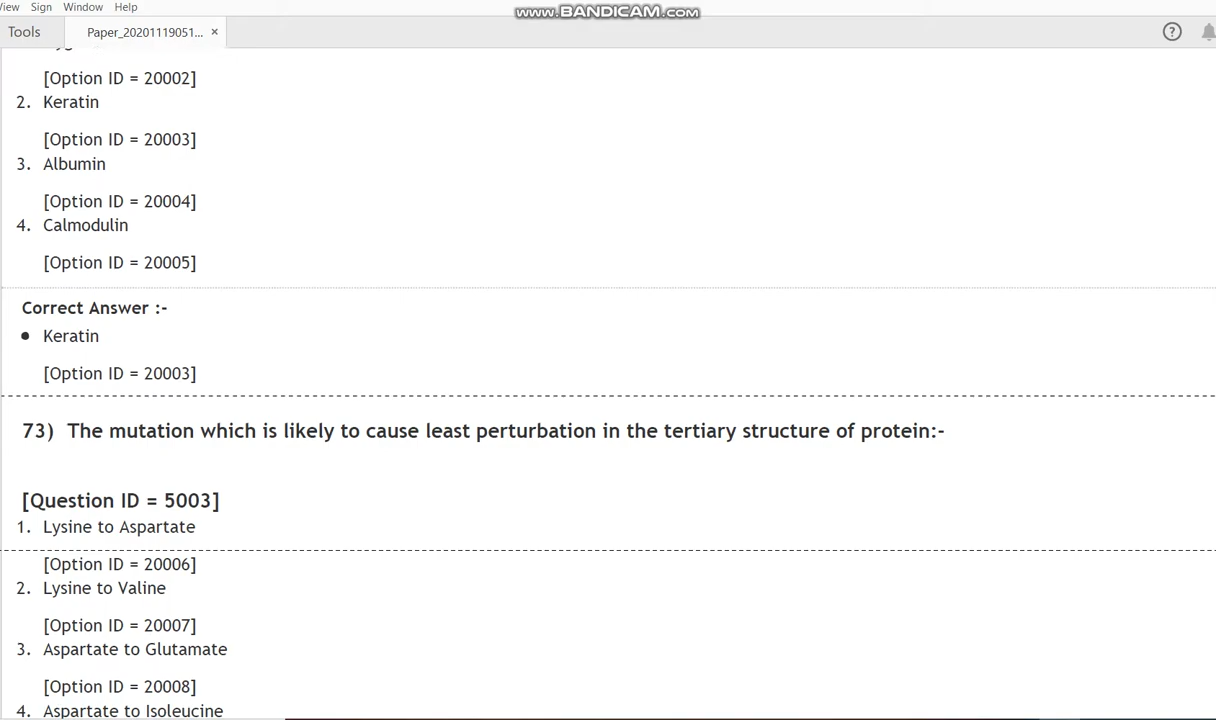 View Sign Window Help
www.BANDICAM.com
Tools Paper_20201119051... ×
[Option ID = 20002]
2. Keratin
[Option ID = 20003]
3. Albumin
[Option ID = 20004]
4. Calmodulin
[Option ID = 20005]
Correct Answer :-
• Keratin
[Option ID = 20003]
73) The mutation which is likely to cause least perturbation in the tertiary structure of protein:-
[Question ID = 5003]
1. Lysine to Aspartate
[Option ID = 20006]
2. Lysine to Valine
[Option ID = 20007]
3. Aspartate to Glutamate
[Option ID = 20008]
4. Aspartate to Isoleucine